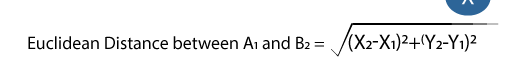 X
Euclidean Distance between A₁ and B₂ = √(X₂-X₁)²+(Y₂-Y₁)²